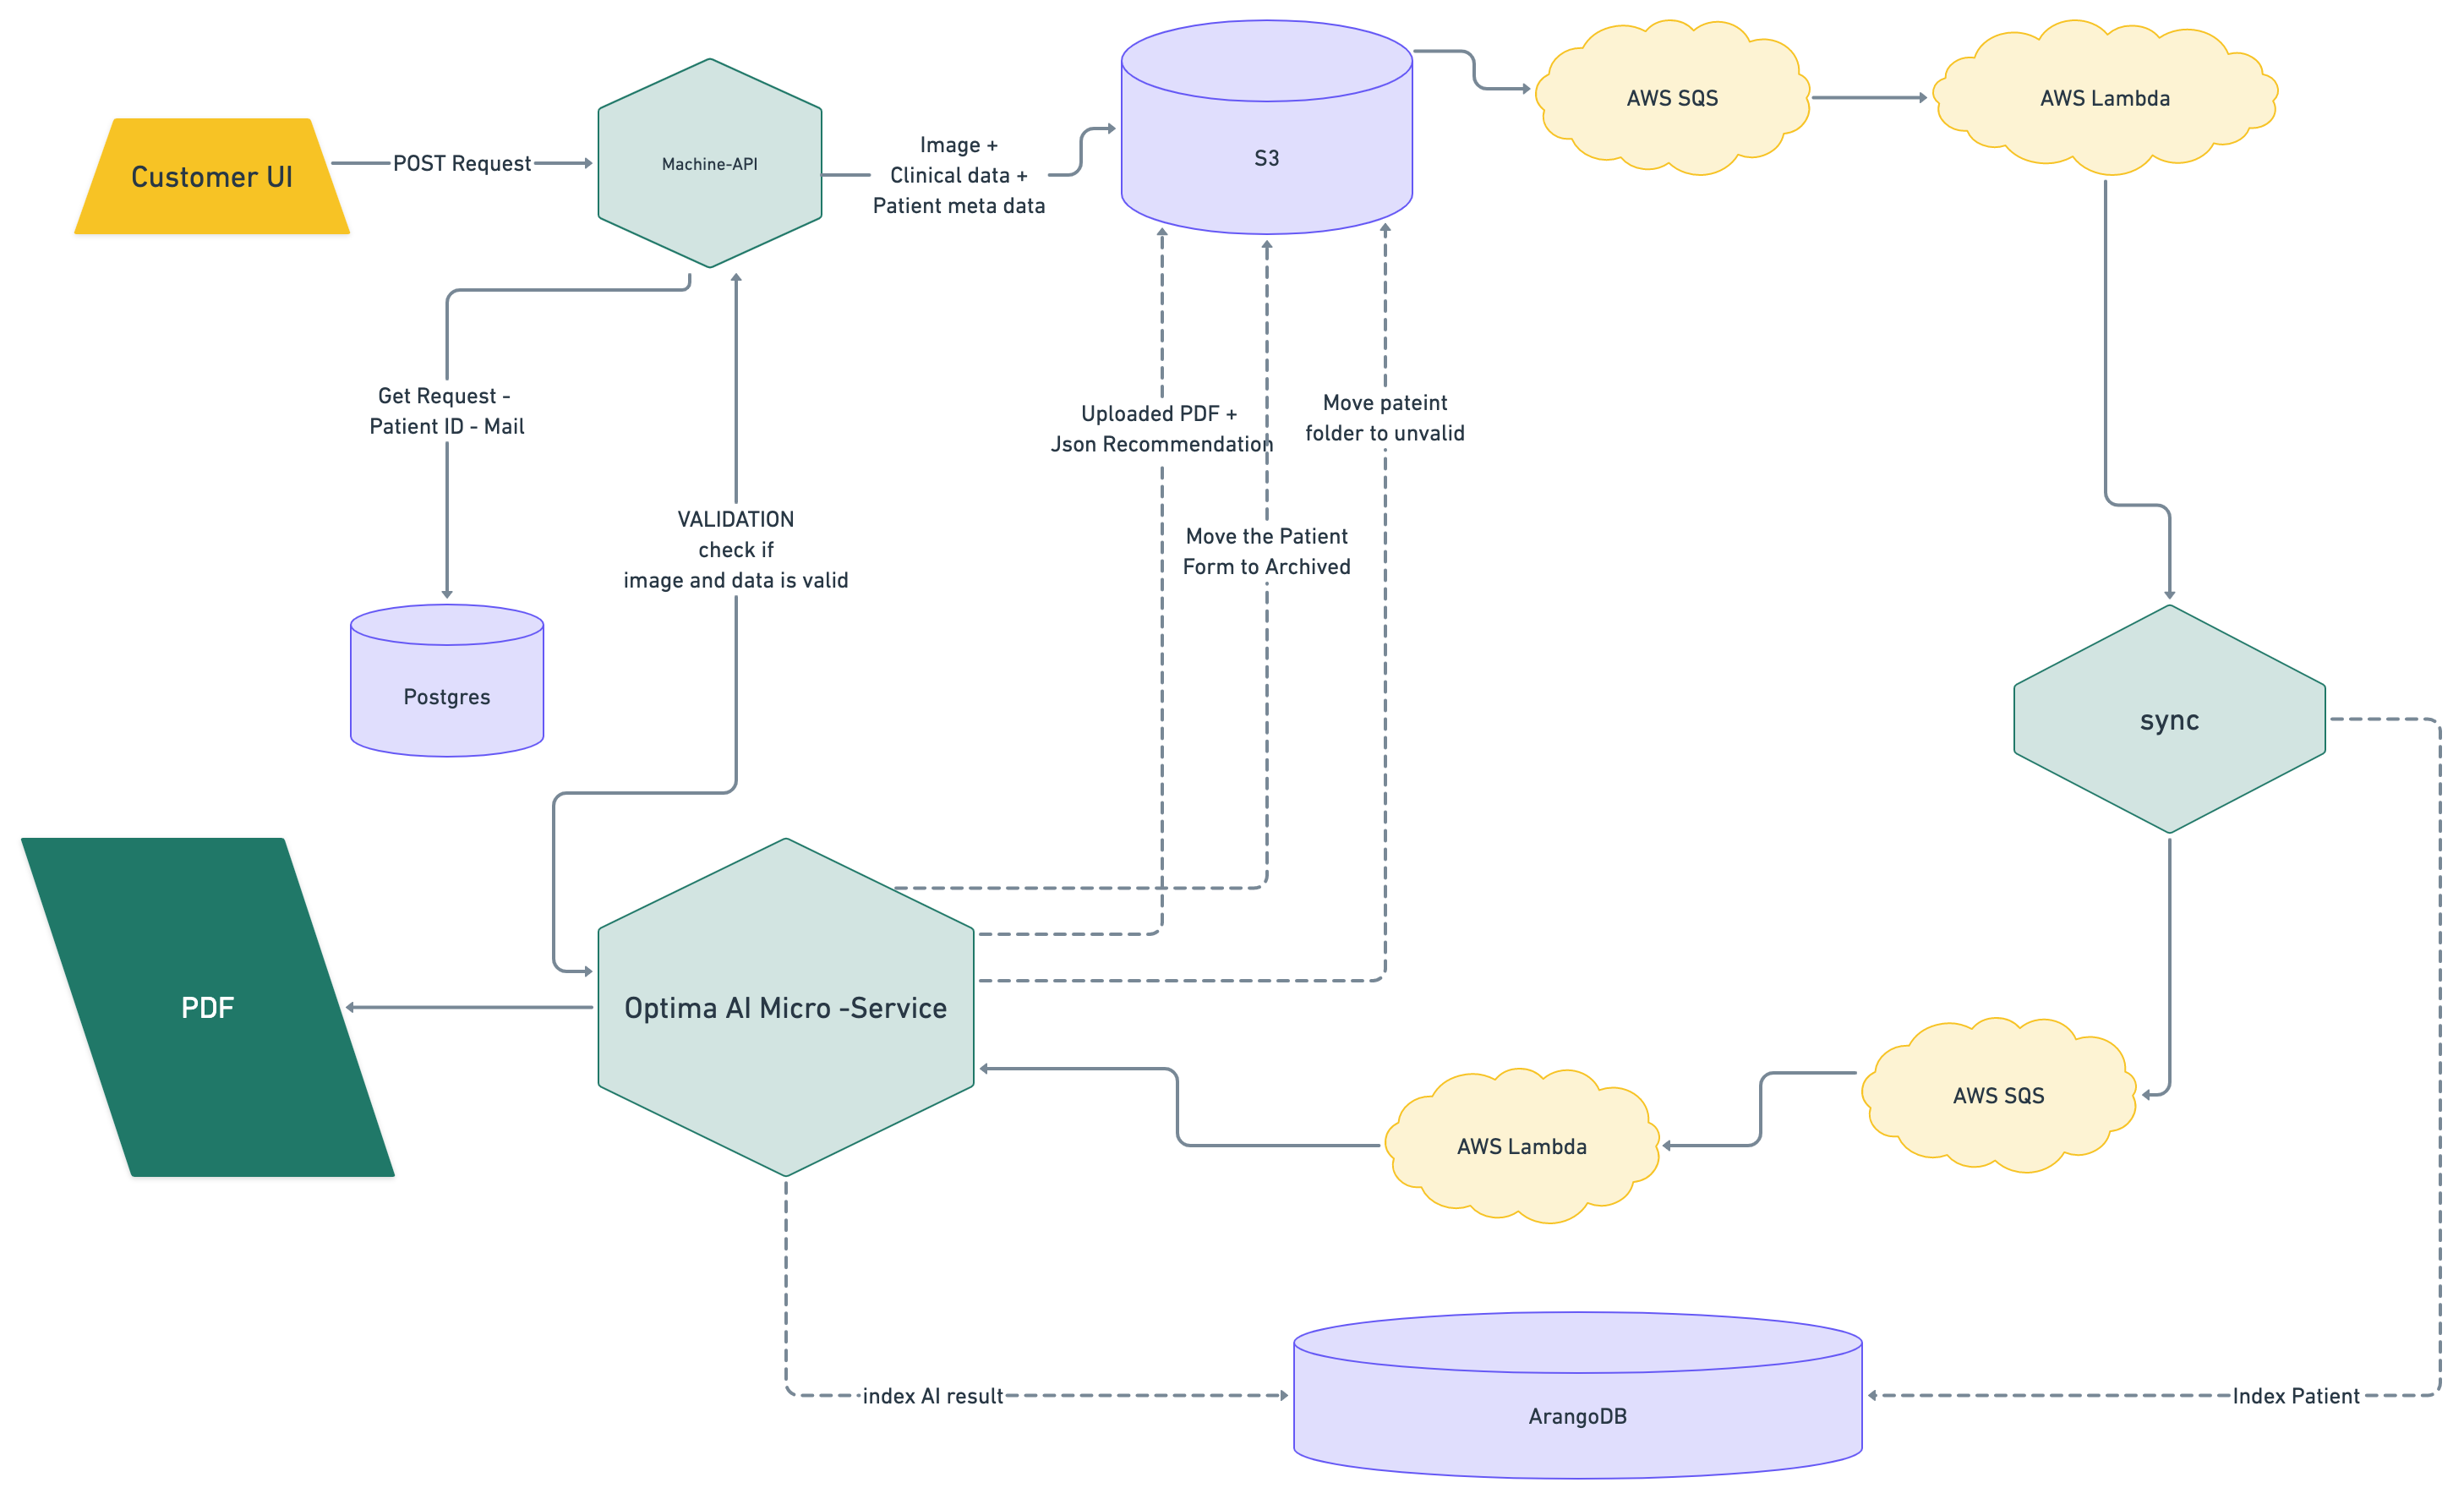 Customer UI
POST Request
Machine-API
Image +
Clinical data +
Patient meta data
S3
AWS SQS
AWS Lambda
Get Request -
Patient ID - Mail
VALIDATION
check if
image and data is valid
Uploaded PDF +
Json Recommendation
Move the Patient
Form to Archived
Move pateint
folder to unvalid
Postgres
sync
PDF
Optima AI Micro -Service
AWS Lambda
AWS SQS
index AI result
ArangoDB
Index Patient